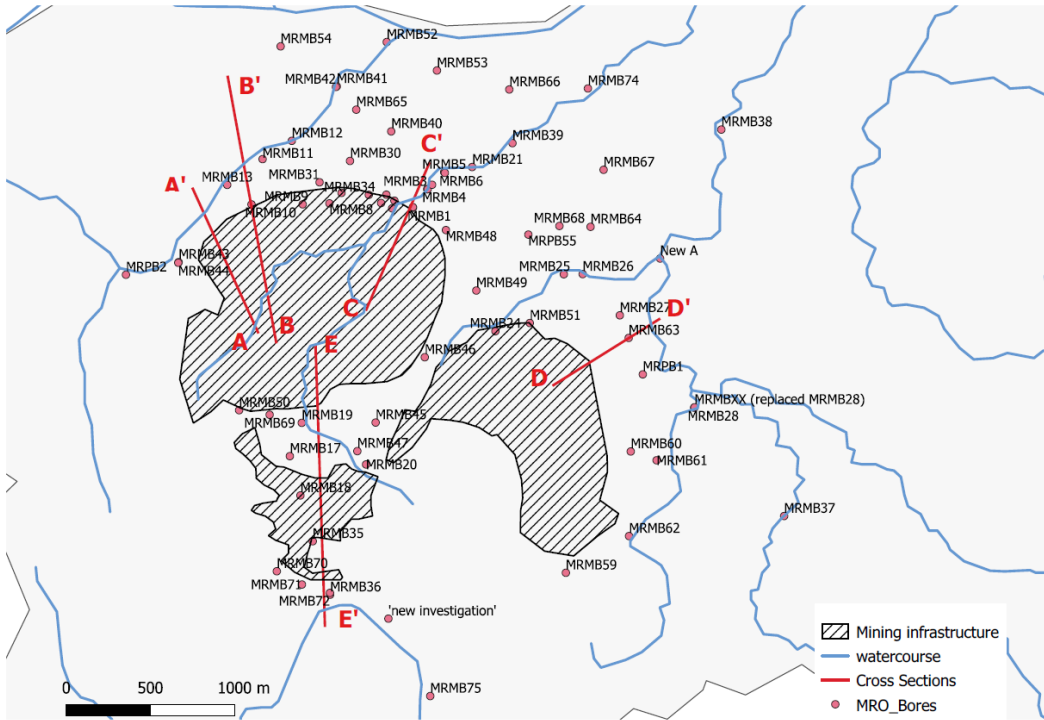 MRMB54
MRMB52
MRMB53
MRMB42
MRMB41
MRMB66
MRMB74
B'
MRMB65
MRMB40
MRMB38
MRMB12
MRMB39
MRMB11
MRMB30
C'
MRMB5
MRMB21
MRMB67
MRMB13
MRMB31
MRMB3
MRMB6
A'
MRMB9
MRMB34
MRMB4
MRMB10
MRMB8
MRMB1
MRMB68
MRMB64
MRMB48
MRPB55
MRMB43
New A
MRPB2
MRMB44
MRMB25
MRMB26
MRMB49
C
MRMB27
D'
MRMB51
B
MRMB24
MRMB63
A
E
MRMB46
MRPB1
D
MRMBXX (replaced MRMB28)
MRMB50
MRMB28
MRMB69
MRMB19
MRMB45
MRMB17
MRMB47
MRMB60
MRMB20
MRMB61
MRMB18
MRMB37
MRMB62
MRMB35
MRMB70
MRMB59
MRMB71
MRMB36
MRMB72
E'
'new investigation'
MRMB75
Mining infrastructure
watercourse
Cross Sections
MRO_Bores
0 500 1000 m